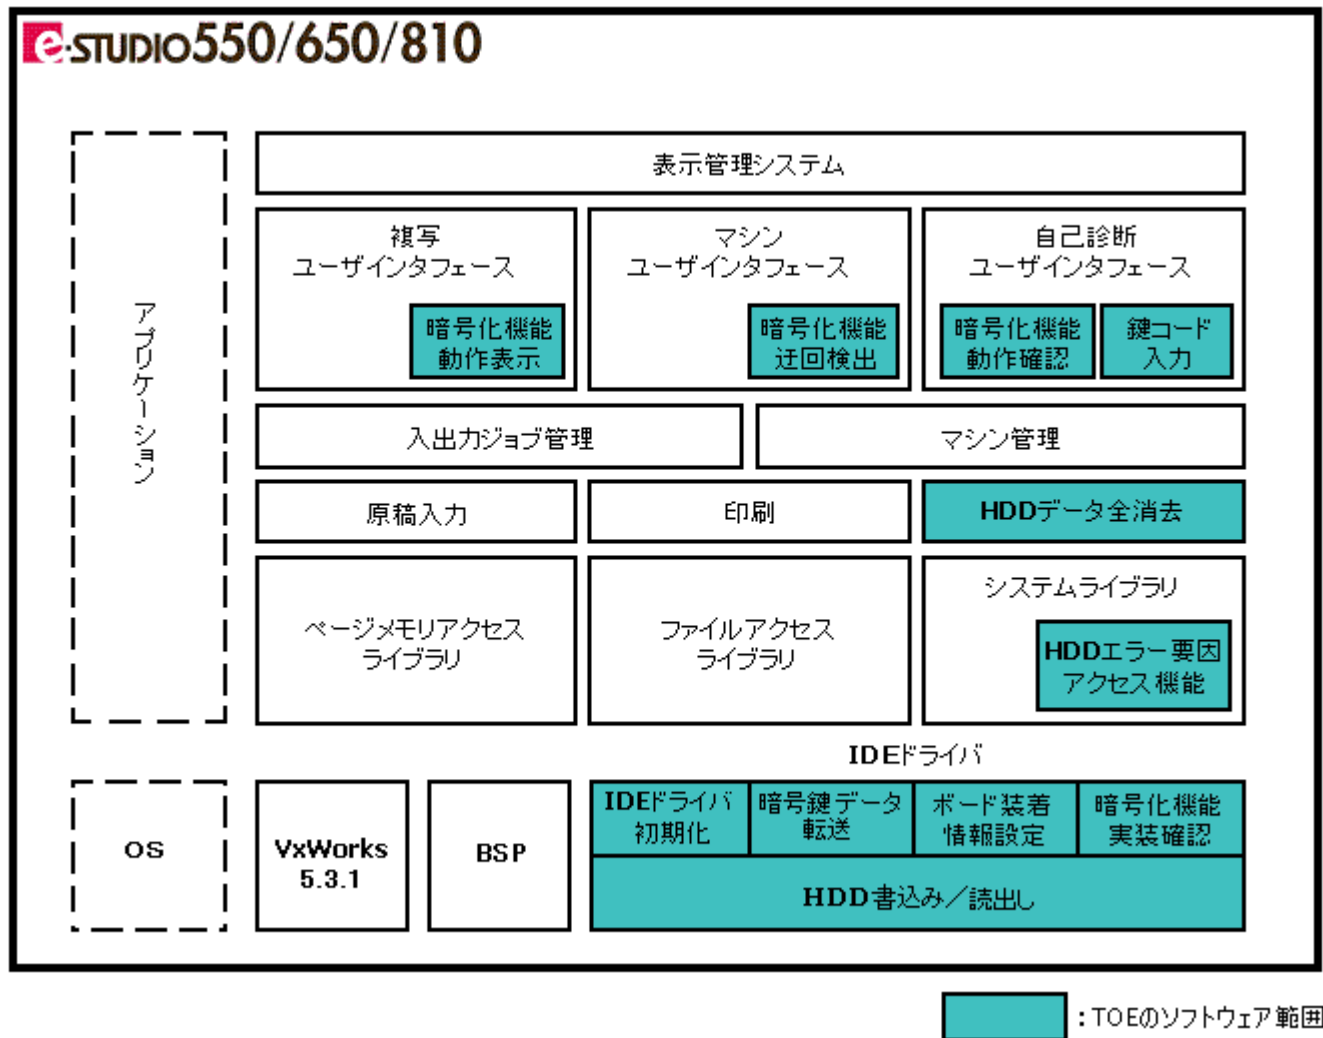 e-STUDIO550/650/810
アプリケーション
表示管理システム
複写
ユーザインタフェース
暗号化機能
動作表示
マシン
ユーザインタフェース
暗号化機能
迂回検出
自己診断
ユーザインタフェース
暗号化機能
動作確認
鍵コード
入力
入出力ジョブ管理
マシン管理
原稿入力
印刷
HDDデータ全消去
ページメモリアクセス
ライブラリ
ファイルアクセス
ライブラリ
システムライブラリ
HDDエラー要因
アクセス機能
IDEドライバ
OS
VxWorks
5.3.1
BSP
IDEドライバ
初期化
暗号鍵データ
転送
ボード装着
情報設定
暗号化機能
実装確認
HDD書込み／読出し
：TOEのソフトウェア範囲